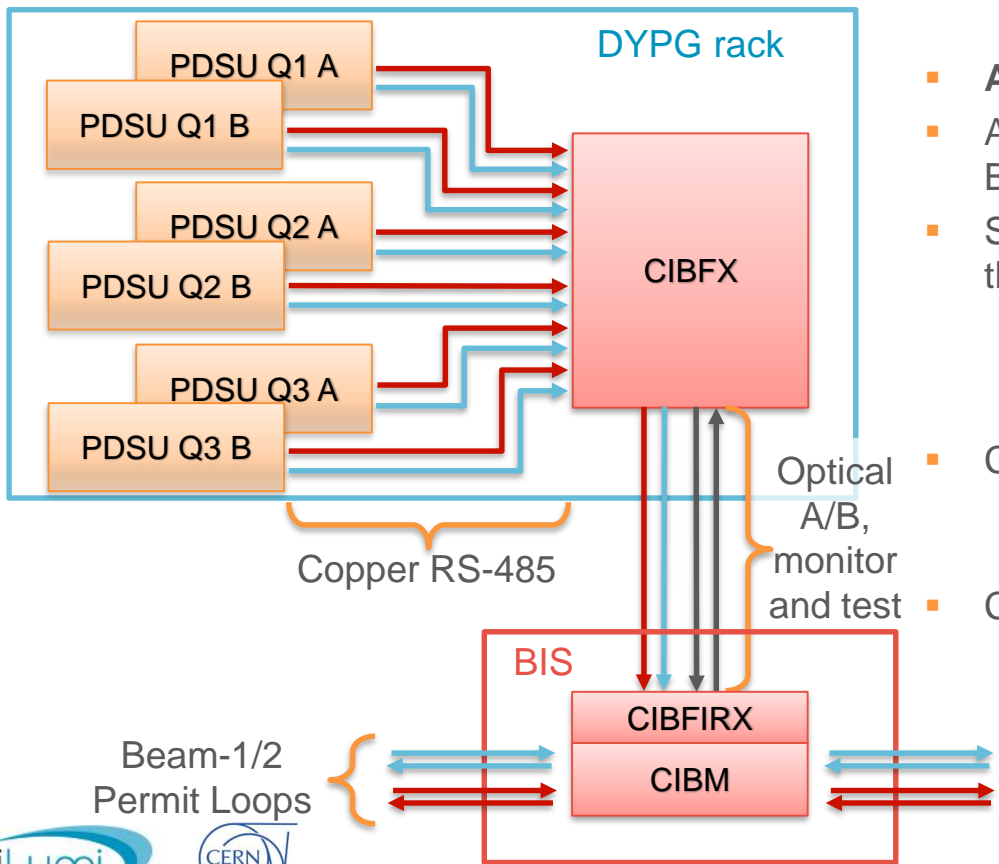 DYPG rack
PDSU Q1 A
PDSU Q1 B
PDSU Q2 A
PDSU Q2 B
PDSU Q3 A
PDSU Q3 B
CIBFX
Copper RS-485
Optical
A/B,
monitor
and test
BIS
CIBFIRX
CIBM
Beam-1/2
Permit Loops
CERN